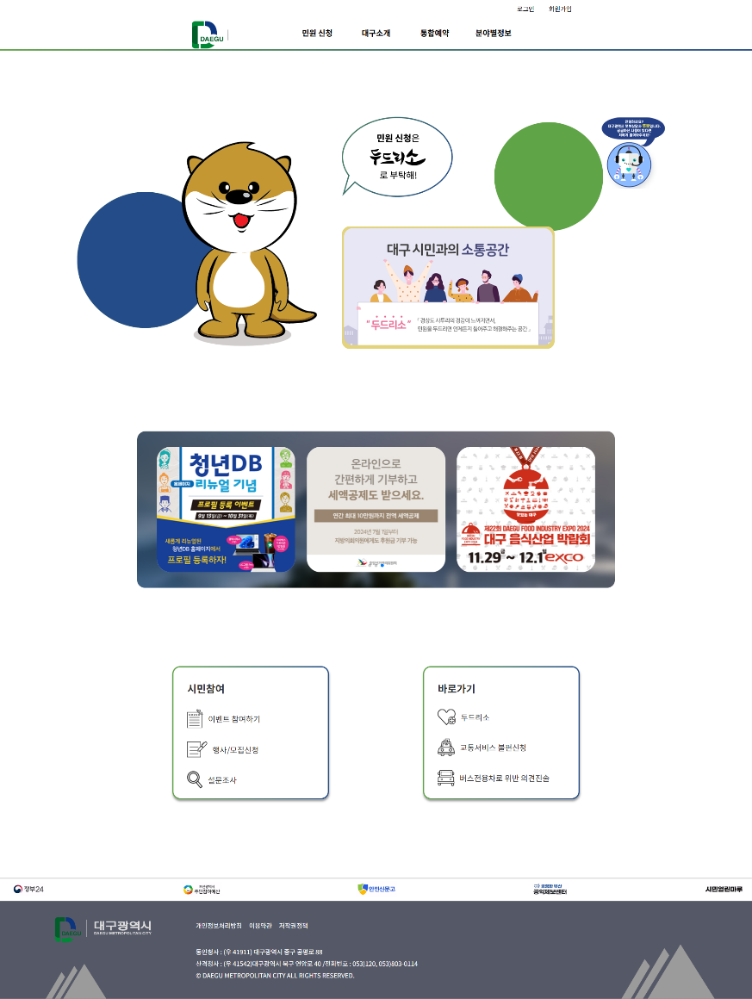 로그인 회원가입
DAEGU
민원 신청 대구소개 통합예약 분야별정보
민원 신청은
두드리소
로 부탁해!
안녕하세요?
대구 시민과의 소통공간
" 두드리소 "
『 경상도 사투리의 정감이 느껴지면서,
민원을 두드리면 언제든지 들어주고 해결해주는 공간 』
청년DB
홈페이지 리뉴얼 기념
프로필 등록 이벤트
9월 13일(금) ~ 10월 31일(목)
새롭게 리뉴얼된
청년DB 홈페이지에서
프로필 등록하자!
온라인으로
간편하게 기부하고
세액공제도 받으세요.
연간 최대 10만원까지 전액 세액공제
2024년 7월 1일부터
지방의회의원에게도 후원금 기부 가능
맛있는 대구
제22회 DAEGU FOOD INDUSTRY EXPO 2024
대구 음식산업 박람회
11.29금 ~ 12.1일 exco
시민참여
이벤트 참여하기
행사/모집신청
설문조사
바로가기
두드리소
교통서비스 불편신청
버스전용차로 위반 의견진술
정부24
주민참여예산
안전신문고
공익제보센터
시민열린마루
DAEGU
대구광역시
DAEGU METROPOLITAN CITY
개인정보처리방침 이용약관 저작권정책
동인청사 : (우 41911) 대구광역시 중구 공평로 88
산격청사 : (우 41542)대구광역시 북구 연암로 40 /전화번호 : 053)120, 053)803-0114
© DAEGU METROPOLITAN CITY ALL RIGHTS RESERVED.